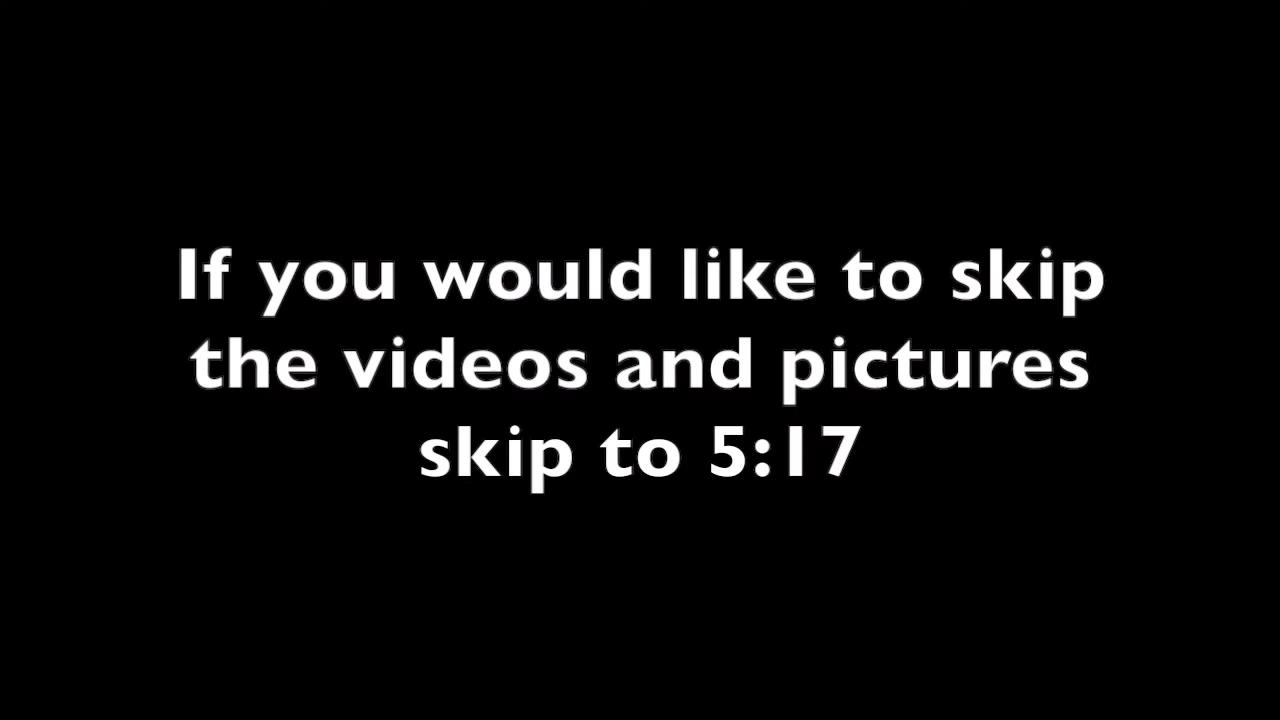 If you would like to skip
the videos and pictures
skip to 5:17